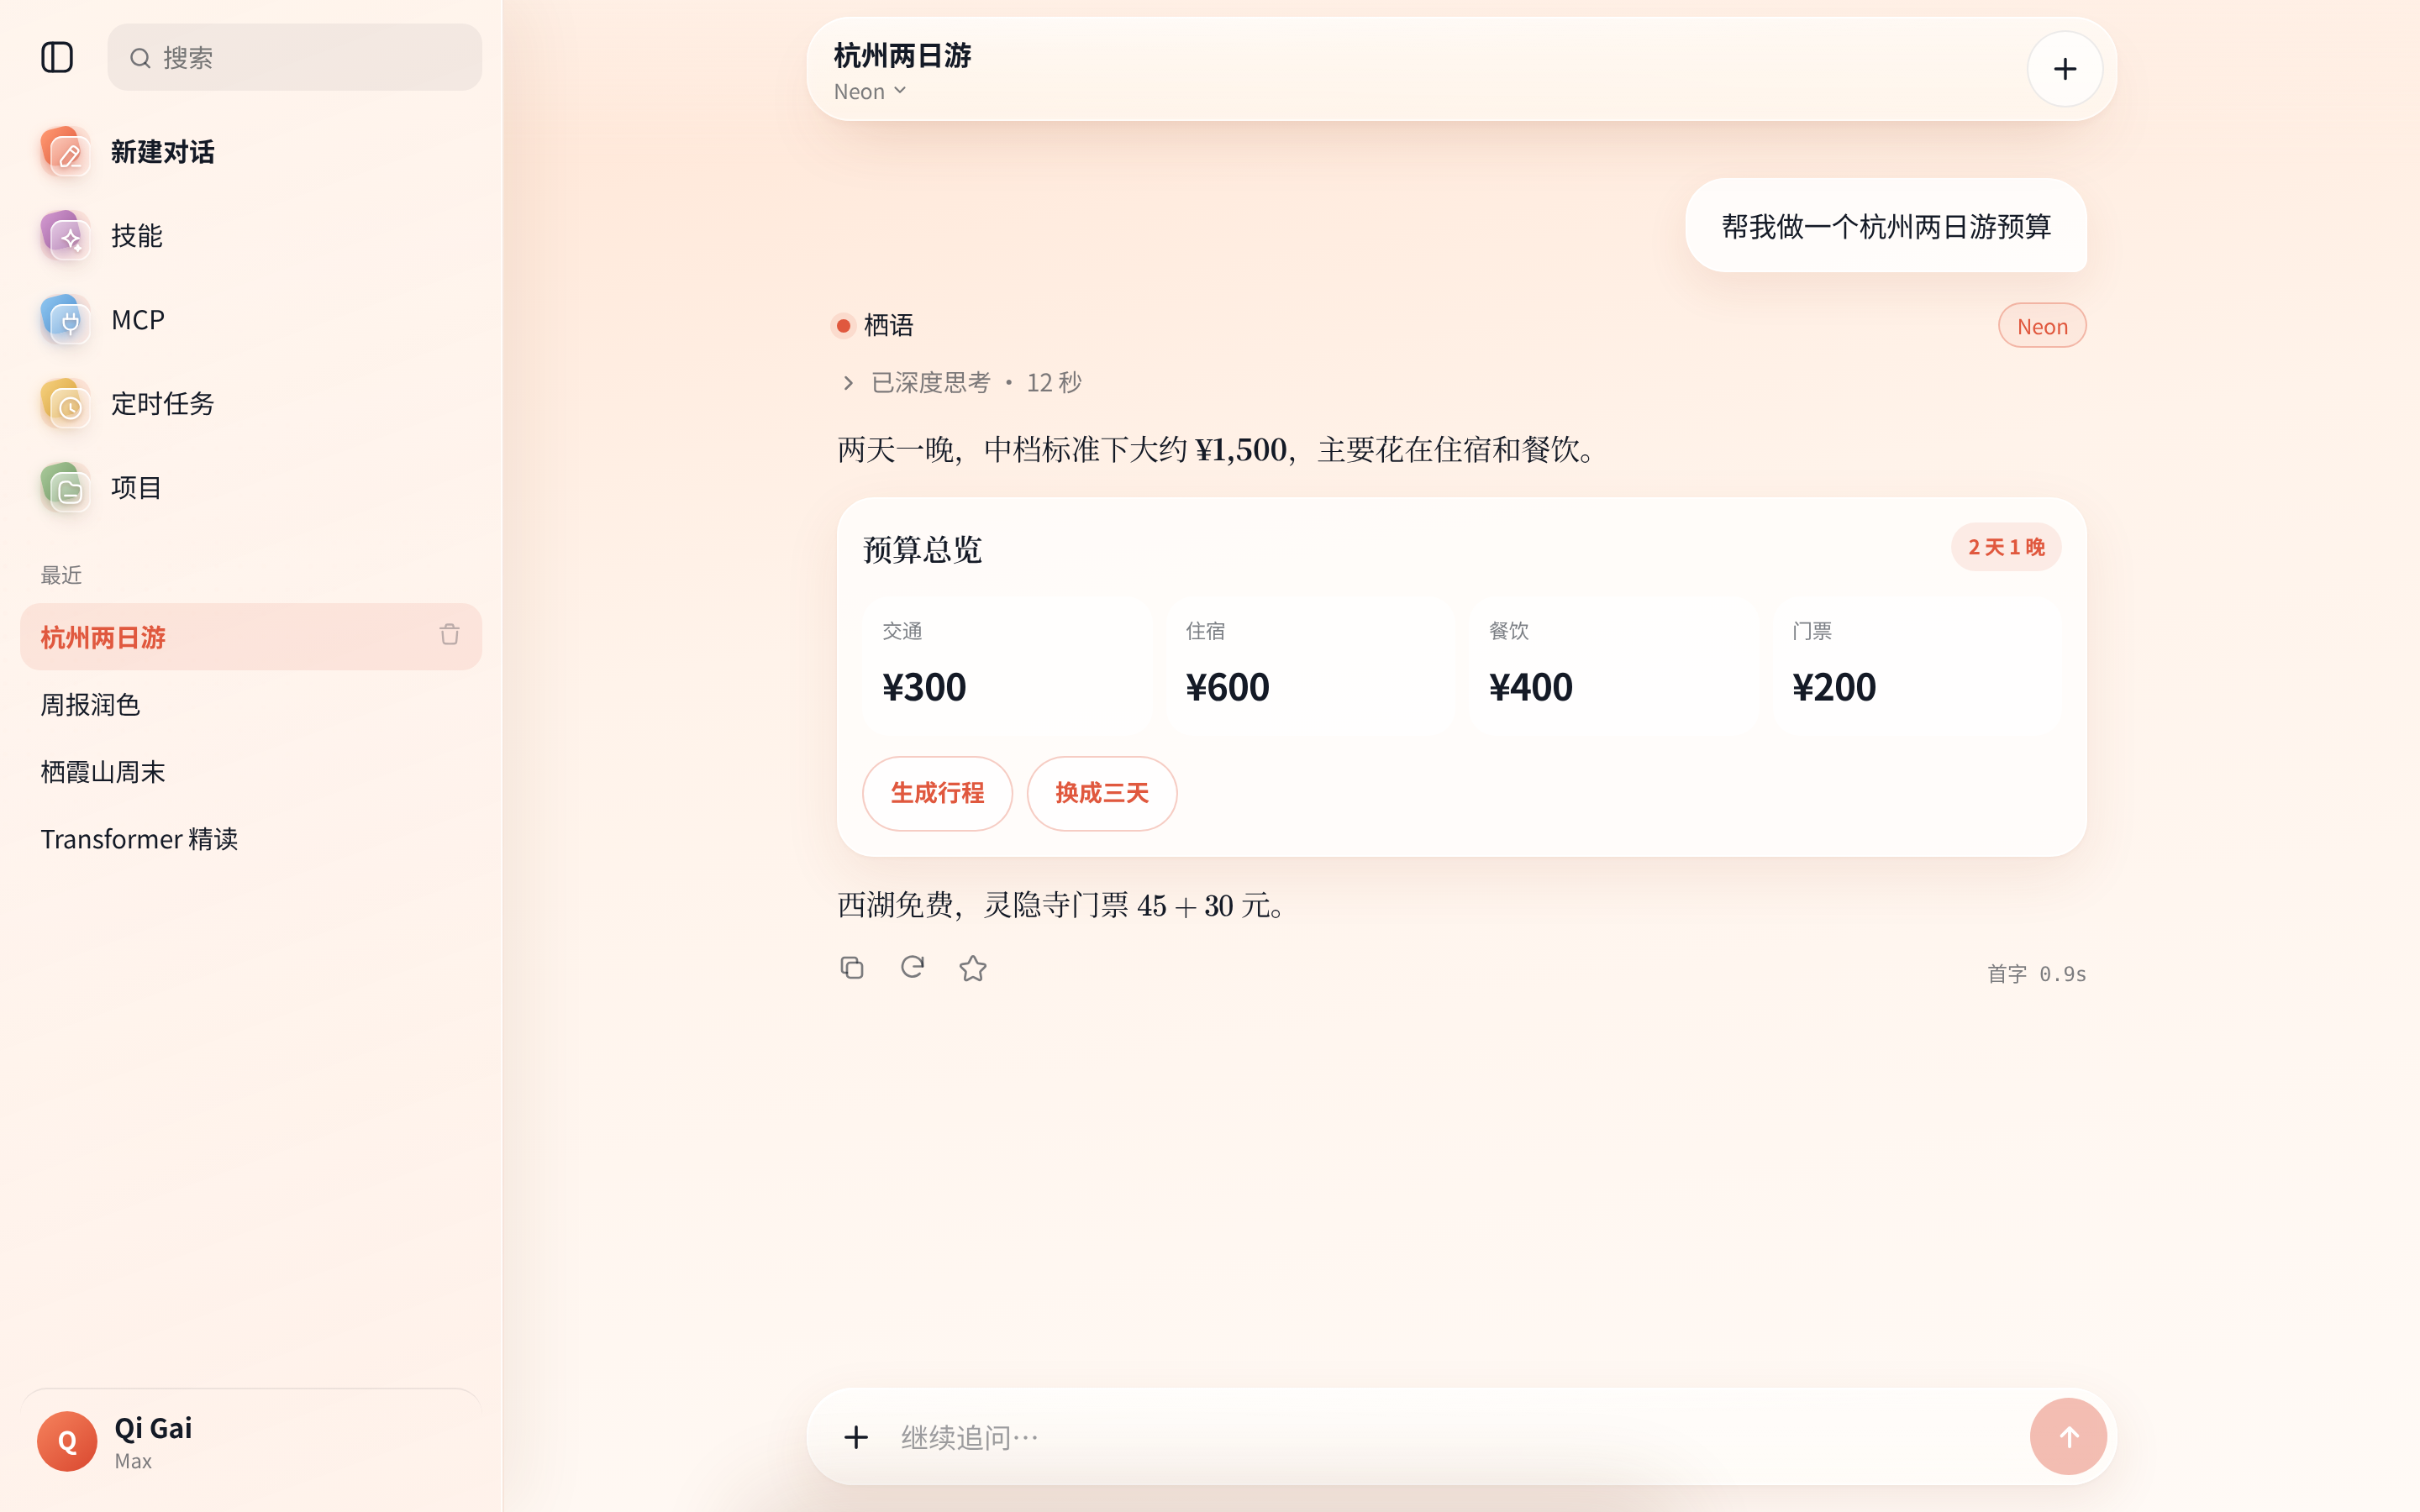 搜索
新建对话
技能
MCP
定时任务
项目
最近
杭州两日游
周报润色
栖霞山周末
Transformer 精读
Q
Qi Gai
Max
杭州两日游
Neon
帮我做一个杭州两日游预算
栖语
Neon
已深度思考 · 12 秒
两天一晚，中档标准下大约 ¥1,500，主要花在住宿和餐饮。
预算总览
2 天 1 晚
交通
¥300
住宿
¥600
餐饮
¥400
门票
¥200
生成行程
换成三天
西湖免费，灵隐寺门票 45 + 30 元。
首字 0.9s
继续追问…